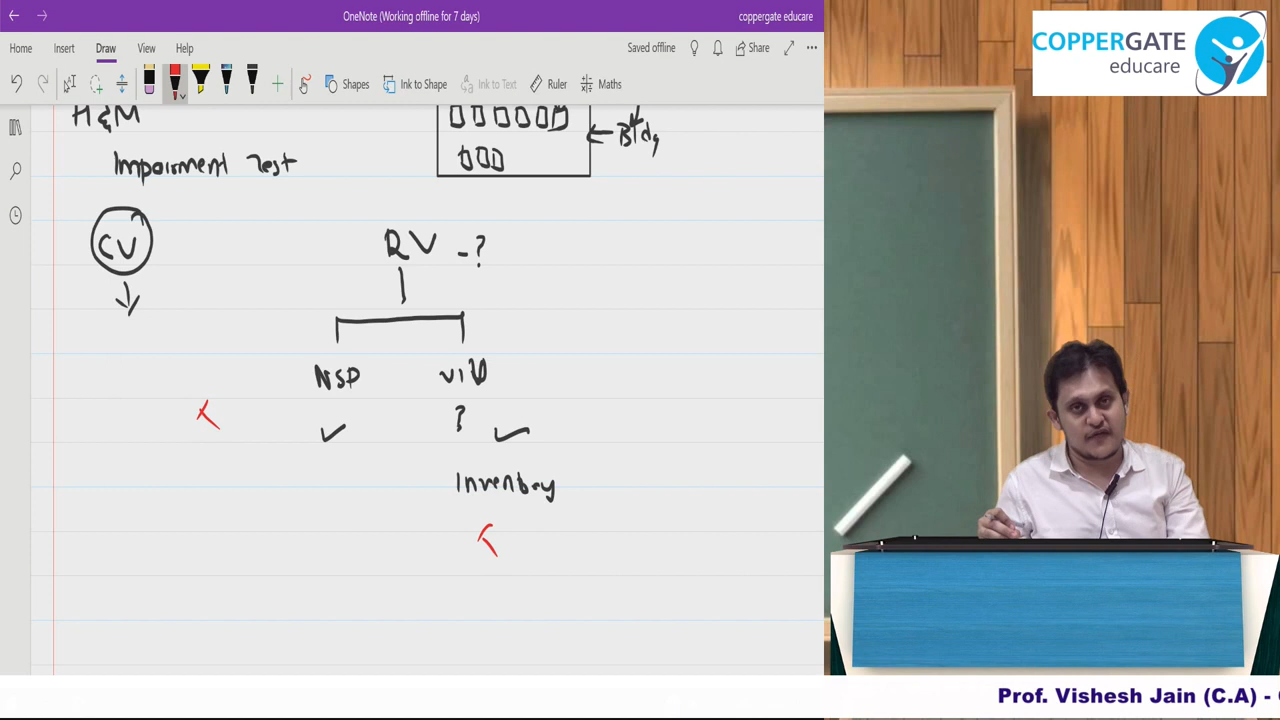 OneNote (Working offline for 7 days)
coppergate educare
Home Insert Draw View Help
Saved offline
Share
Shapes
Ink to Shape
Ink to Text
Ruler
Maths
COPPERGATE
educare
H&M
Bldg
Impairment Test
CV
RV - ?
NSP
VIU
?
Inventory
Prof. Vishesh Jain (C.A) -